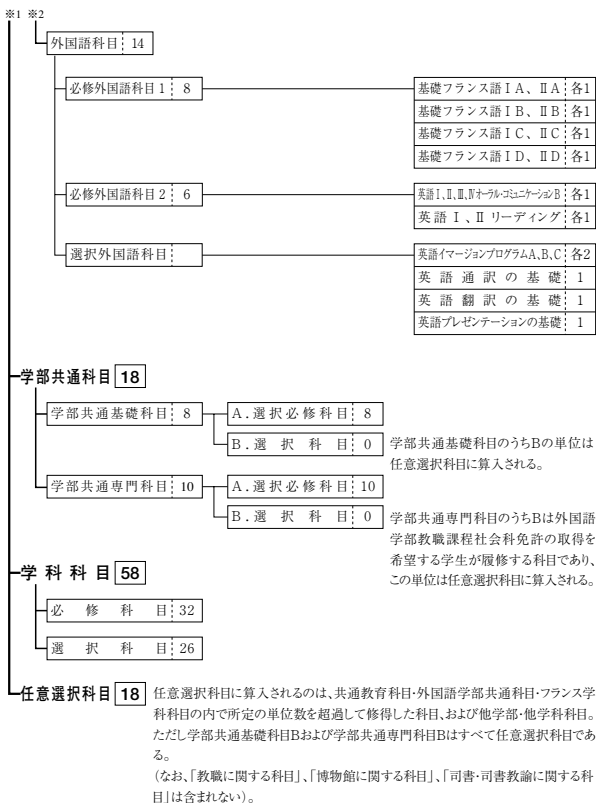 ※1 ※2
外国語科目 14
必修外国語科目1 8
基礎フランス語ⅠA、ⅡA 各1
基礎フランス語ⅠB、ⅡB 各1
基礎フランス語ⅠC、ⅡC 各1
基礎フランス語ⅠD、ⅡD 各1
必修外国語科目2 6
英語Ⅰ、Ⅱ、Ⅲ、Ⅳオーラル・コミュニケーションB 各1
英語Ⅰ、Ⅱリーディング 各1
選択外国語科目
英語イマージョンプログラムA、B、C 各2
英語通訳の基礎 1
英語翻訳の基礎 1
英語プレゼンテーションの基礎 1
学部共通科目 18
学部共通基礎科目 8
A.選択必修科目 8
B.選択科目 0
学部共通基礎科目のうちBの単位は
任意選択科目に算入される。
学部共通専門科目 10
A.選択必修科目 10
B.選択科目 0
学部共通専門科目のうちBは外国語
学部教職課程社会科免許の取得を
希望する学生が履修する科目であり、
この単位は任意選択科目に算入される。
学科科目 58
必修科目 32
選択科目 26
任意選択科目 18
任意選択科目に算入されるのは、共通教育科目・外国語学部共通科目・フランス学
科科目の内で所定の単位数を超過して修得した科目、および他学部・他学科科目。
ただし学部共通基礎科目Bおよび学部共通専門科目Bはすべて任意選択科目であ
る。
(なお、「教職に関する科目」、「博物館に関する科目」、「司書・司書教諭に関する科
目」は含まれない)。